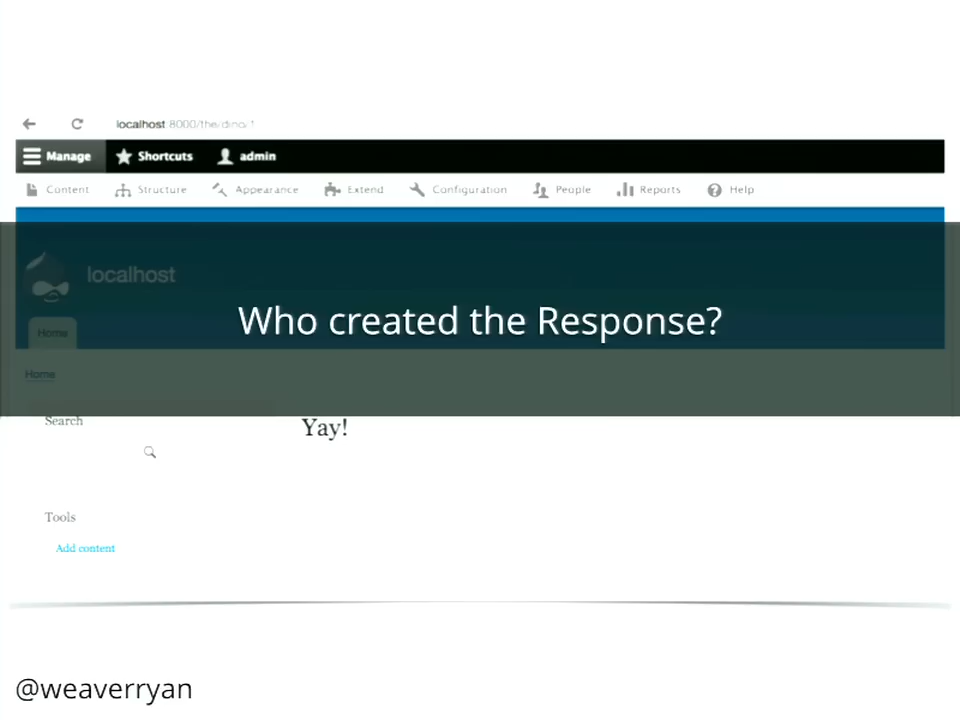 localhost:8000/the/dino/1
Manage Shortcuts admin
Content Structure Appearance Extend Configuration People Reports Help
localhost
Who created the Response?
Home
Home
Search
Yay!
Tools
Add content
@weaverryan